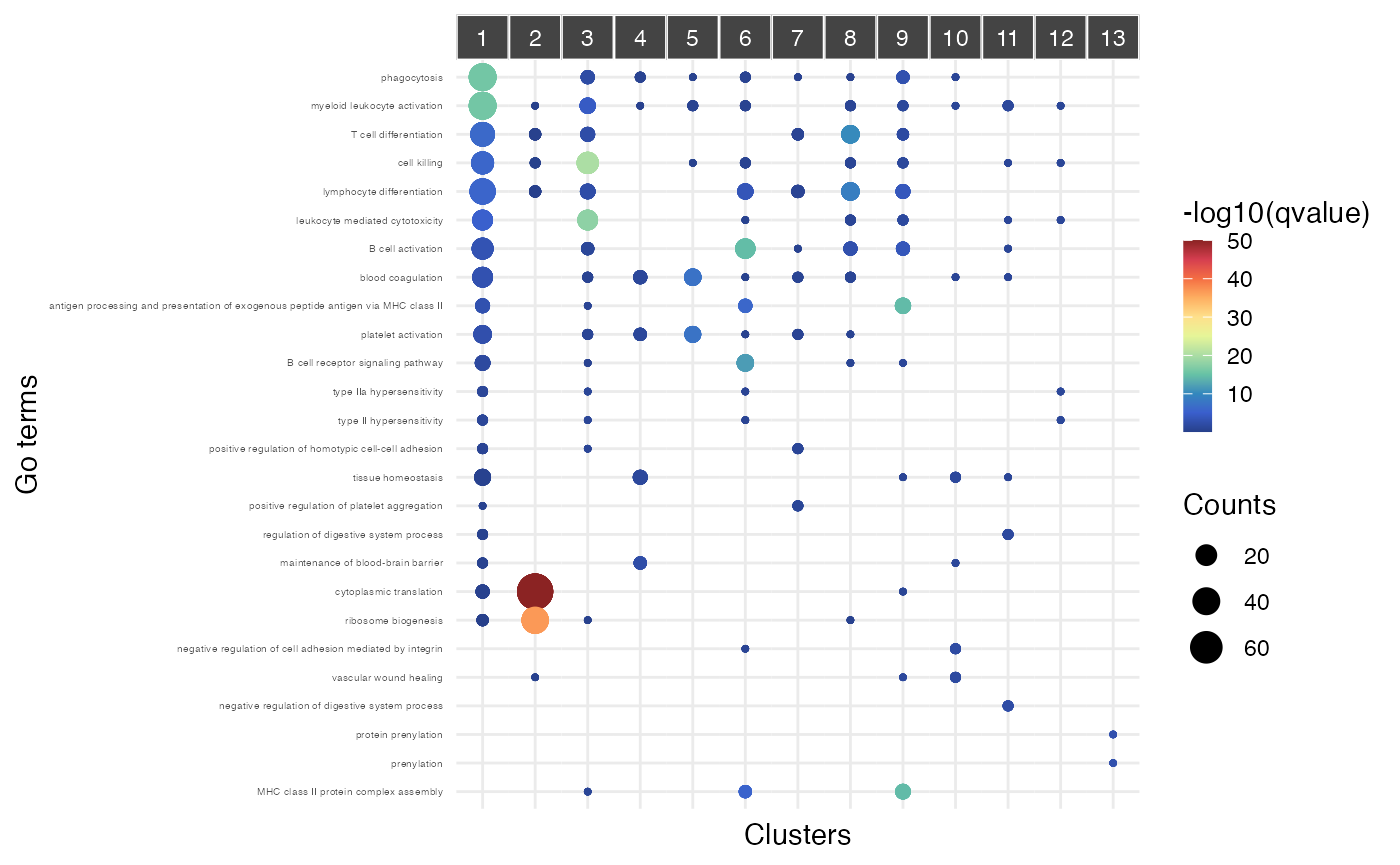 1 2 3 4 5 6 7 8 9 10 11 12 13
phagocytosis
myeloid leukocyte activation
T cell differentiation
cell killing
lymphocyte differentiation
leukocyte mediated cytotoxicity
B cell activation
blood coagulation
antigen processing and presentation of exogenous peptide antigen via MHC class II
platelet activation
B cell receptor signaling pathway
type IIa hypersensitivity
type II hypersensitivity
positive regulation of homotypic cell-cell adhesion
tissue homeostasis
positive regulation of platelet aggregation
regulation of digestive system process
maintenance of blood-brain barrier
cytoplasmic translation
ribosome biogenesis
negative regulation of cell adhesion mediated by integrin
vascular wound healing
negative regulation of digestive system process
protein prenylation
prenylation
MHC class II protein complex assembly
Go terms
Clusters
-log10(qvalue)
50
40
30
20
10
Counts
20
40
60